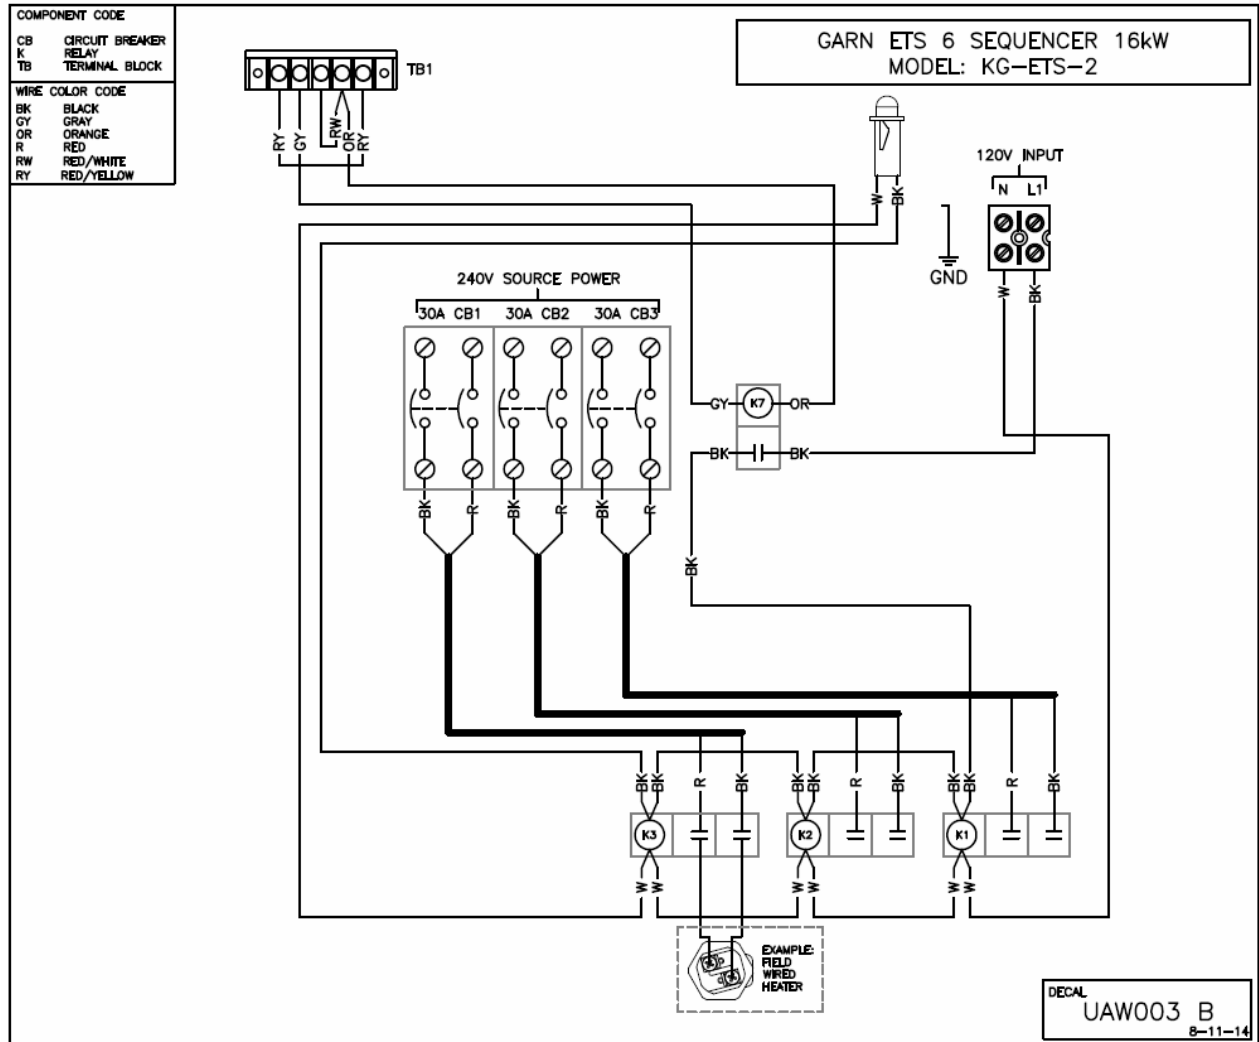 COMPONENT CODE
CB CIRCUIT BREAKER
K RELAY
TB TERMINAL BLOCK
WIRE COLOR CODE
BK BLACK
GY GRAY
OR ORANGE
R RED
RW RED/WHITE
RY RED/YELLOW
TB1
GARN ETS 6 SEQUENCER 16kW
MODEL: KG-ETS-2
RY GY RW OR RY
W BK
120V INPUT
N L1
GND
W BK
240V SOURCE POWER
30A CB1 30A CB2 30A CB3
GY K7 OR
BK BK
BK R BK R BK R
BK
BK BK R BK BK BK R BK BK BK R BK
K3 K2 K1
W W W W W W
EXAMPLE:
FIELD
WIRED
HEATER
DECAL
UAW003 B
8-11-14